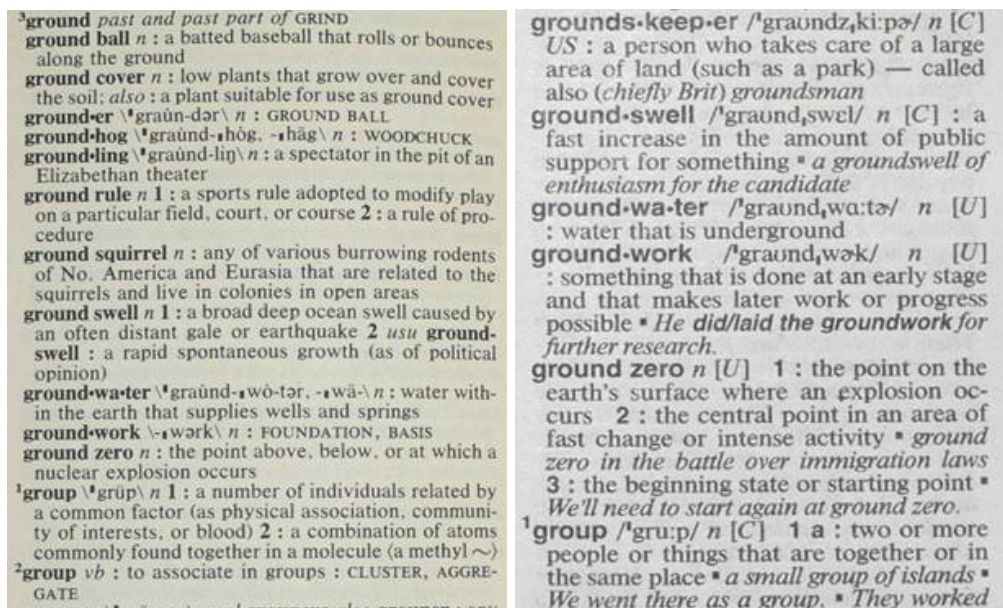 ³ground past and past part of GRIND
ground ball n : a batted baseball that rolls or bounces
along the ground
ground cover n : low plants that grow over and cover
the soil; also : a plant suitable for use as ground cover
ground•er \ˈgrau̇n-dər\ n : GROUND BALL
ground•hog \ˈgrau̇nd-ˌhȯg, -ˌhäg\ n : WOODCHUCK
ground•ling \ˈgrau̇nd-liŋ\ n : a spectator in the pit of an
Elizabethan theater
ground rule n 1 : a sports rule adopted to modify play
on a particular field, court, or course 2 : a rule of pro-
cedure
ground squirrel n : any of various burrowing rodents
of No. America and Eurasia that are related to the
squirrels and live in colonies in open areas
ground swell n 1 : a broad deep ocean swell caused by
an often distant gale or earthquake 2 usu ground-
swell : a rapid spontaneous growth (as of political
opinion)
ground•wa•ter \ˈgrau̇nd-ˌwȯ-tər, -ˌwä-\ n : water with-
in the earth that supplies wells and springs
ground•work \-ˌwərk\ n : FOUNDATION, BASIS
ground zero n : the point above, below, or at which a
nuclear explosion occurs
¹group \ˈgrüp\ n 1 : a number of individuals related by
a common factor (as physical association, communi-
ty of interests, or blood) 2 : a combination of atoms
commonly found together in a molecule ⟨a methyl ∼⟩
²group vb : to associate in groups : CLUSTER, AGGRE-
GATE
grounds•keep•er /ˈgraʊndzˌkiːpɚ/ n [C]
US : a person who takes care of a large
area of land (such as a park) — called
also (chiefly Brit) groundsman
ground•swell /ˈgraʊndˌswɛl/ n [C] : a
fast increase in the amount of public
support for something ▪ a groundswell of
enthusiasm for the candidate
ground•wa•ter /ˈgraʊndˌwɑːtɚ/ n [U]
: water that is underground
ground•work /ˈgraʊndˌwɚk/ n [U]
: something that is done at an early stage
and that makes later work or progress
possible ▪ He did/laid the groundwork for
further research.
ground zero n [U] 1 : the point on the
earth's surface where an explosion oc-
curs 2 : the central point in an area of
fast change or intense activity ▪ ground
zero in the battle over immigration laws
3 : the beginning state or starting point ▪
We'll need to start again at ground zero.
¹group /ˈgruːp/ n [C] 1 a : two or more
people or things that are together or in
the same place ▪ a small group of islands ▪
We went there as a group. ▪ They worked